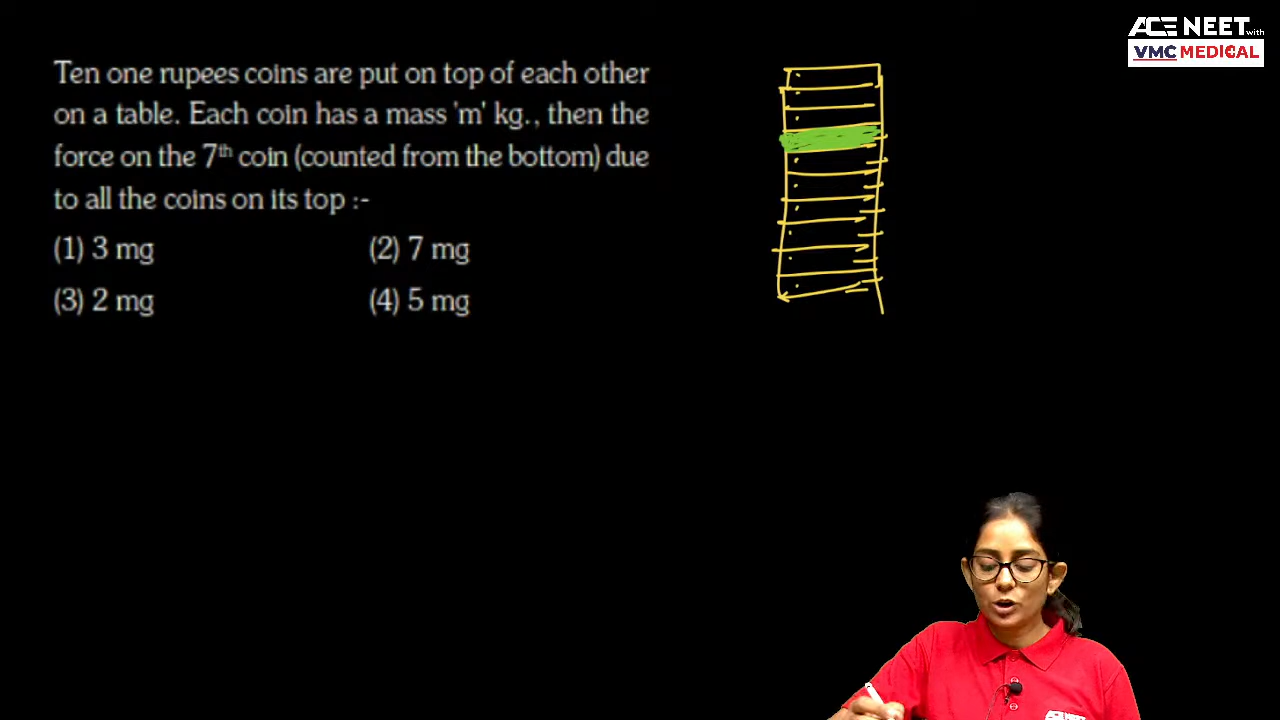 ACE NEET with
VMC MEDICAL
Ten one rupees coins are put on top of each other
on a table. Each coin has a mass 'm' kg., then the
force on the 7th coin (counted from the bottom) due
to all the coins on its top :-
(1) 3 mg (2) 7 mg
(3) 2 mg (4) 5 mg